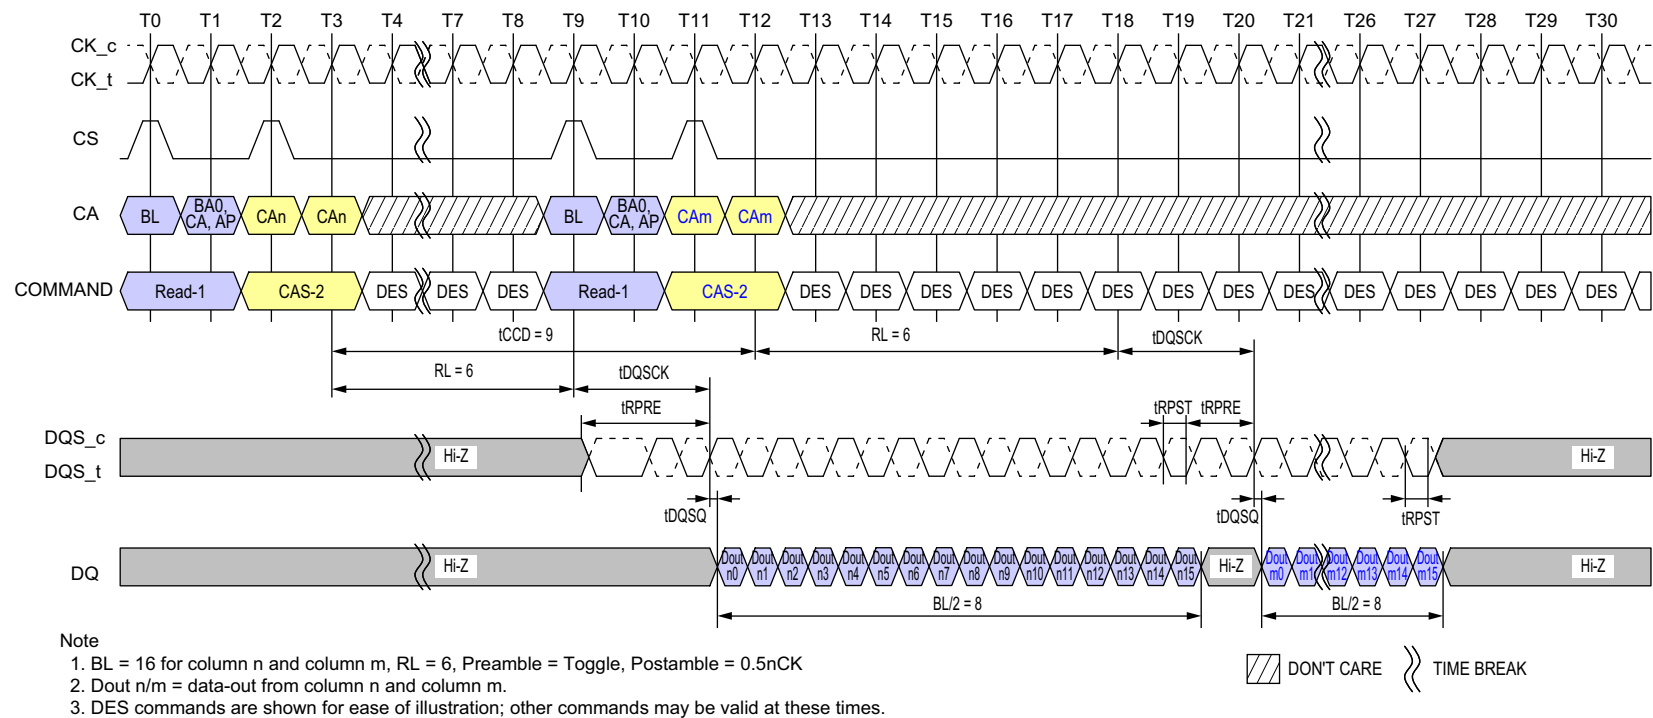 T0 T1 T2 T3 T4 T7 T8 T9 T10 T11 T12 T13 T14 T15 T16 T17 T18 T19 T20 T21 T26 T27 T28 T29 T30
CK_c
CK_t
CS
CA BL BA0, CA, AP CAn CAn BL BA0, CA, AP CAm CAm
COMMAND Read-1 CAS-2 DES DES DES Read-1 CAS-2 DES DES DES DES DES DES DES DES DES DES DES DES DES DES
tCCD = 9 RL = 6 tDQSCK
RL = 6 tDQSCK
tRPRE tRPST tRPRE
DQS_c
DQS_t
Hi-Z Hi-Z
tDQSQ tDQSQ tRPST
DQ Hi-Z Dout n0 Dout n1 Dout n2 Dout n3 Dout n4 Dout n5 Dout n6 Dout n7 Dout n8 Dout n9 Dout n10 Dout n11 Dout n12 Dout n13 Dout n14 Dout n15 Hi-Z Dout m0 Dout m1 Dout m12 Dout m13 Dout m14 Dout m15 Hi-Z
BL/2 = 8 BL/2 = 8
Note
1. BL = 16 for column n and column m, RL = 6, Preamble = Toggle, Postamble = 0.5nCK
2. Dout n/m = data-out from column n and column m.
3. DES commands are shown for ease of illustration; other commands may be valid at these times.
DON'T CARE TIME BREAK